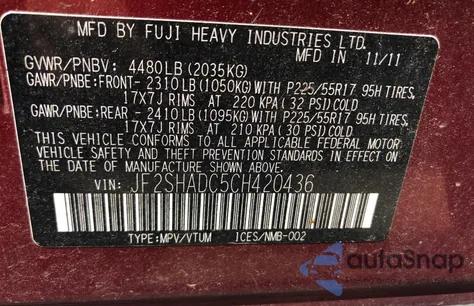 MFD BY FUJI HEAVY INDUSTRIES LTD.
MFD IN 11/11
GVWR/PNBV: 4480LB (2035KG)
GAWR/PNBE:FRONT- 2310LB (1050KG) WITH P225/55R17 95H TIRES,
17X7J RIMS AT 220 KPA (32 PSI) COLD
GAWR/PNBE:REAR - 2410LB (1095KG) WITH P225/55R17 95H TIRES,
17X7J RIMS AT 210 KPA (30 PSI) COLD
THIS VEHICLE CONFORMS TO ALL APPLICABLE FEDERAL MOTOR
VEHICLE SAFETY AND THEFT PREVENTION STANDARDS IN EFFECT ON
THE DATE OF MANUFACTURE SHOWN ABOVE.
VIN: JF2SHADC5CH420436
TYPE:MPV/VTUM ICES/NMB-002
autoSnap